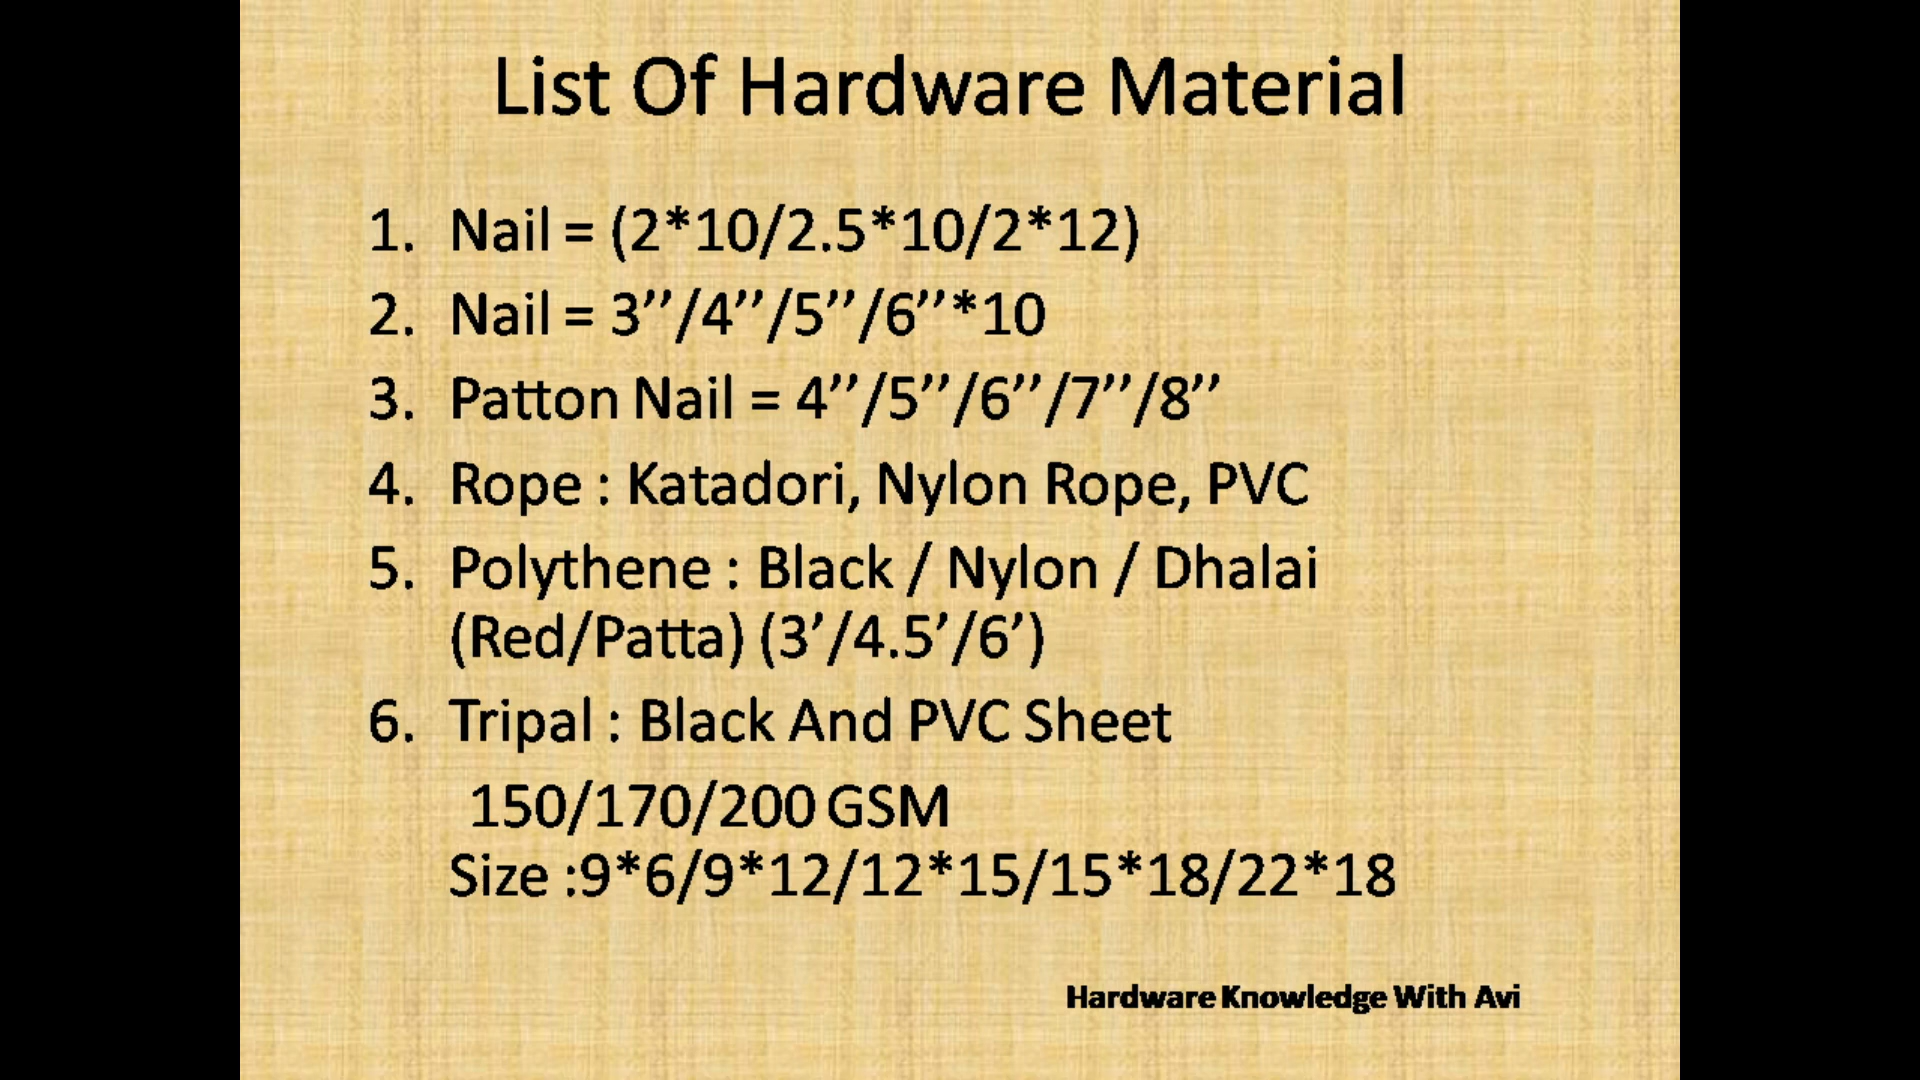 List Of Hardware Material
1. Nail = (2*10/2.5*10/2*12)
2. Nail = 3’’/4’’/5’’/6’’*10
3. Patton Nail = 4’’/5’’/6’’/7’’/8’’
4. Rope : Katadori, Nylon Rope, PVC
5. Polythene : Black / Nylon / Dhalai
(Red/Patta) (3’/4.5’/6’)
6. Tripal : Black And PVC Sheet
150/170/200 GSM
Size :9*6/9*12/12*15/15*18/22*18
Hardware Knowledge With Avi